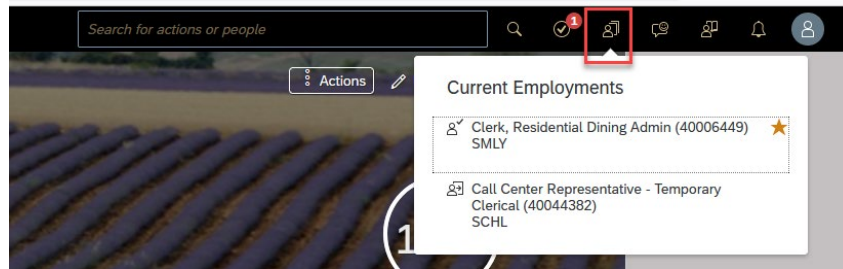 Search for actions or people
1
Actions
Current Employments
Clerk, Residential Dining Admin (40006449)
SMLY
Call Center Representative - Temporary
Clerical (40044382)
SCHL
1